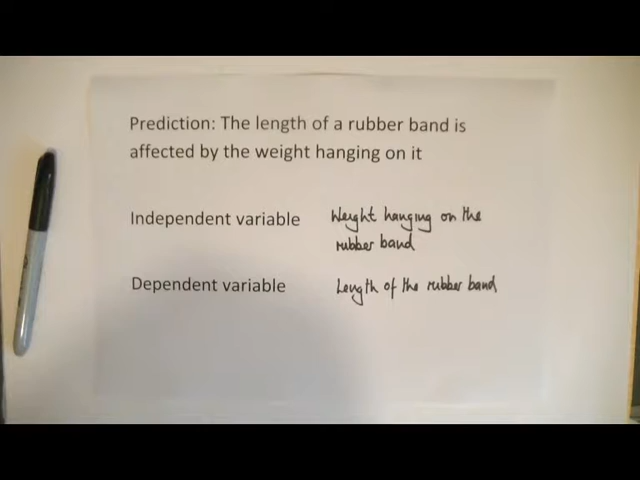 Prediction: The length of a rubber band is
affected by the weight hanging on it
Independent variable
Weight hanging on the
rubber band
Dependent variable
Length of the rubber band